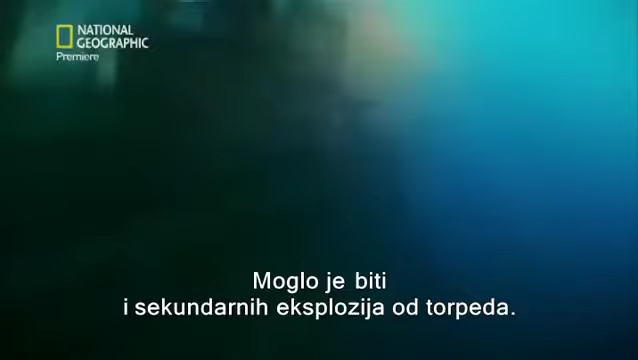 NATIONAL
GEOGRAPHIC
Premiere
Moglo je biti
i sekundarnih eksplozija od torpeda.